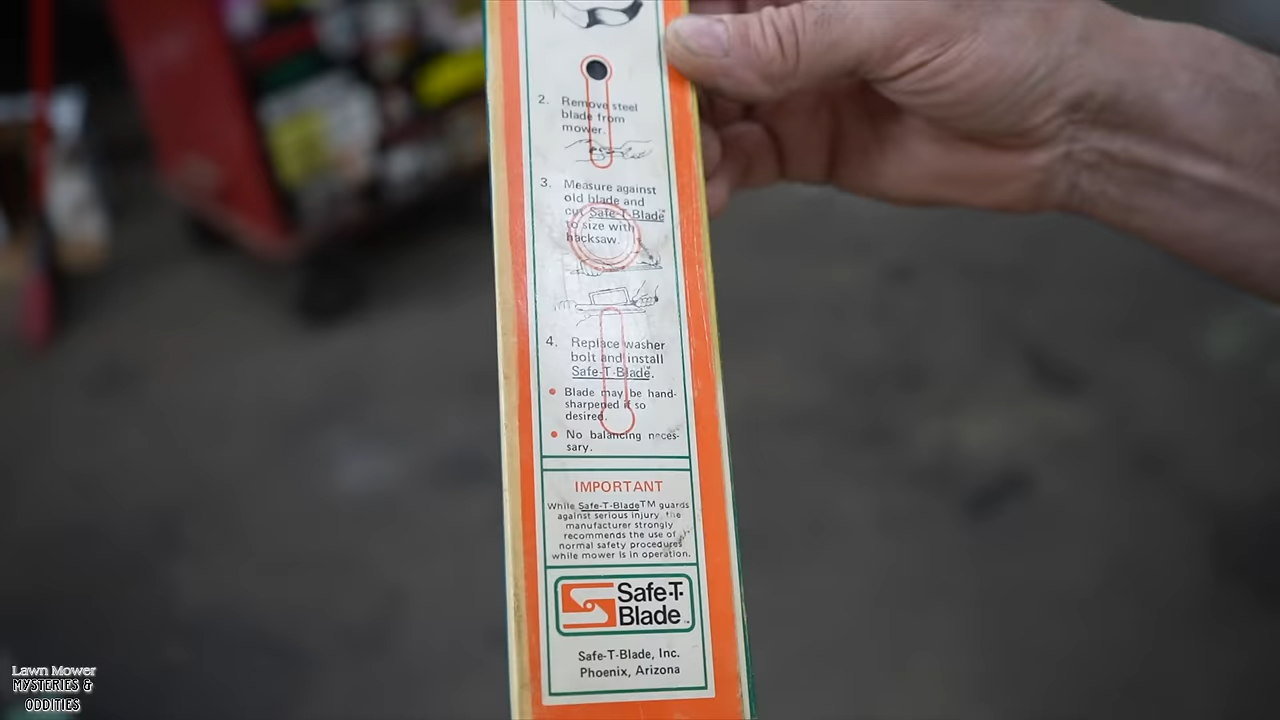 2. Remove steel
blade from
mower.
3. Measure against
old blade and
cut Safe-T-Blade™
to size with
hacksaw.
4. Replace washer
bolt and install
Safe-T-Blade™.
• Blade may be hand-
sharpened if so
desired.
• No balancing neces-
sary.
IMPORTANT
While Safe-T-Blade™ guards
against serious injury, the
manufacturer strongly
recommends the use of
normal safety procedures
while mower is in operation.
Safe-T-
Blade™
Safe-T-Blade, Inc.
Phoenix, Arizona
Lawn Mower
MYSTERIES &
ODDITIES